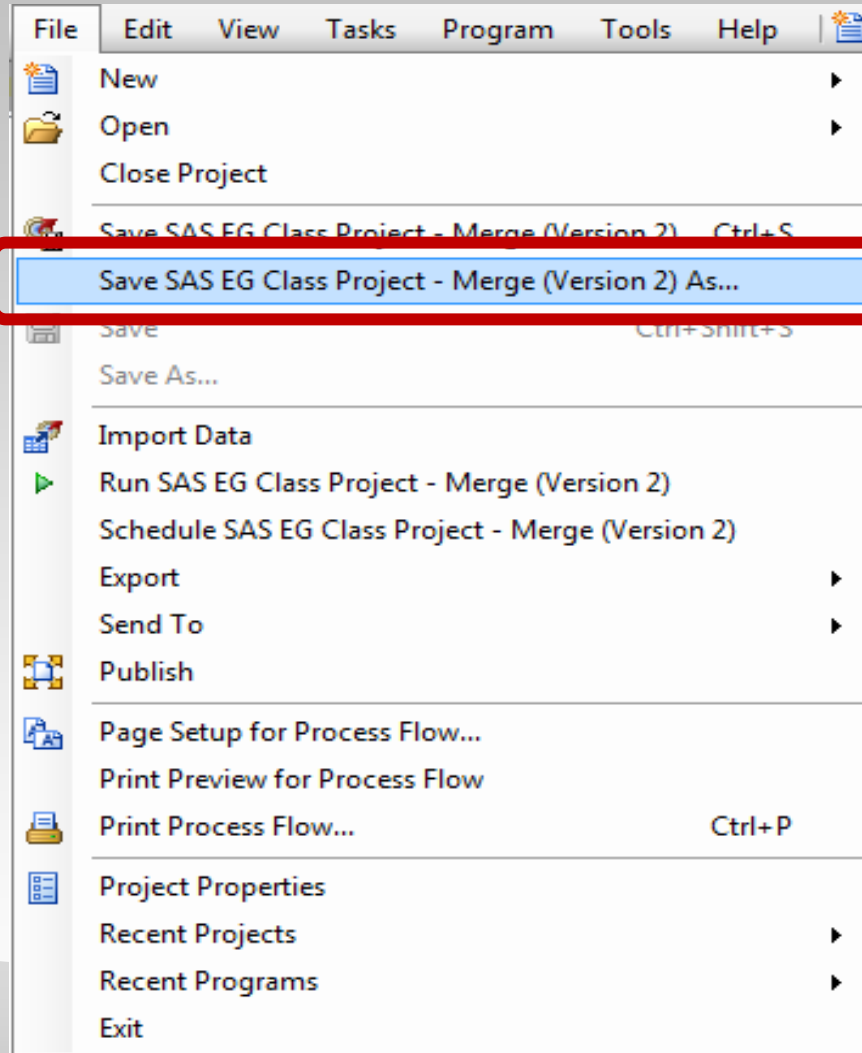 File Edit View Tasks Program Tools Help
New
Open
Close Project
Save SAS EG Class Project - Merge (Version 2) Ctrl+S
Save SAS EG Class Project - Merge (Version 2) As...
Save Ctrl+Shift+S
Save As...
Import Data
Run SAS EG Class Project - Merge (Version 2)
Schedule SAS EG Class Project - Merge (Version 2)
Export
Send To
Publish
Page Setup for Process Flow...
Print Preview for Process Flow
Print Process Flow... Ctrl+P
Project Properties
Recent Projects
Recent Programs
Exit